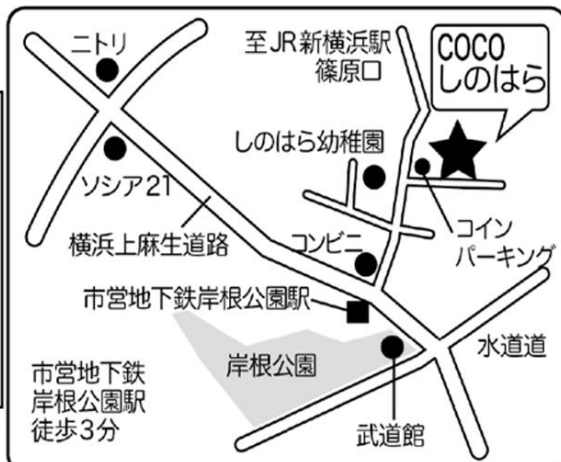 ニトリ
至JR新横浜駅
篠原口
COCO
しのはら
しのはら幼稚園
ソシア21
コイン
パーキング
横浜上麻生道路
コンビニ
市営地下鉄岸根公園駅
水道道
岸根公園
市営地下鉄
岸根公園駅
徒歩3分
武道館